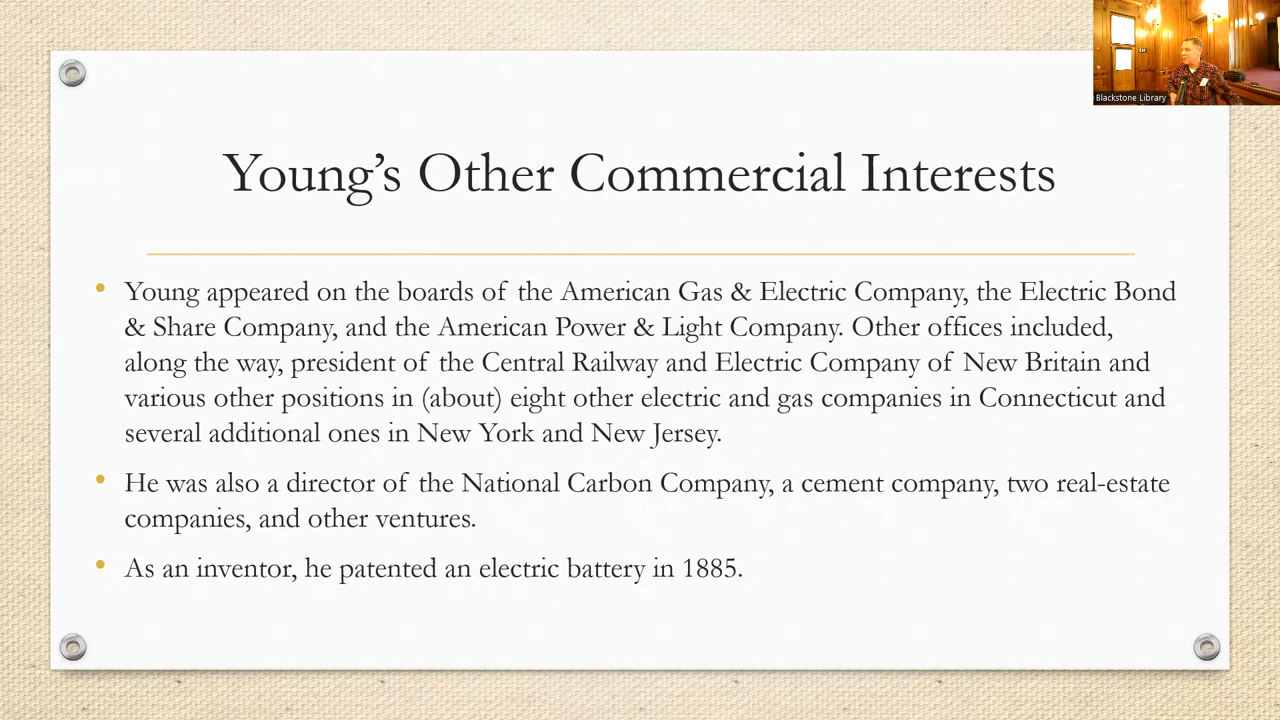 Blackstone Library
Young's Other Commercial Interests
• Young appeared on the boards of the American Gas & Electric Company, the Electric Bond
& Share Company, and the American Power & Light Company. Other offices included,
along the way, president of the Central Railway and Electric Company of New Britain and
various other positions in (about) eight other electric and gas companies in Connecticut and
several additional ones in New York and New Jersey.
• He was also a director of the National Carbon Company, a cement company, two real-estate
companies, and other ventures.
• As an inventor, he patented an electric battery in 1885.